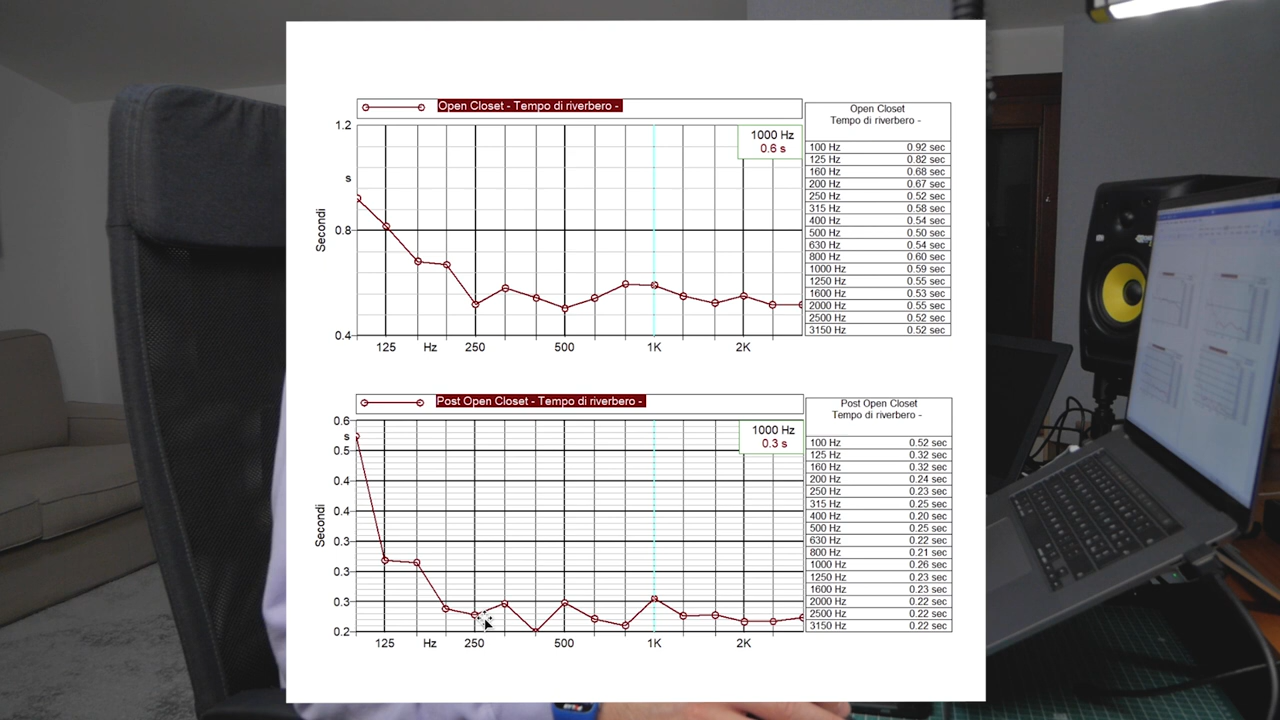 Open Closet - Tempo di riverbero -
1.2
s
Secondi
0.8
0.4
1000 Hz
0.6 s
125 Hz 250 500 1K 2K
Open Closet
Tempo di riverbero -
100 Hz 0.92 sec
125 Hz 0.82 sec
160 Hz 0.68 sec
200 Hz 0.67 sec
250 Hz 0.52 sec
315 Hz 0.58 sec
400 Hz 0.54 sec
500 Hz 0.50 sec
630 Hz 0.54 sec
800 Hz 0.60 sec
1000 Hz 0.59 sec
1250 Hz 0.55 sec
1600 Hz 0.53 sec
2000 Hz 0.55 sec
2500 Hz 0.52 sec
3150 Hz 0.52 sec
Post Open Closet - Tempo di riverbero -
0.6
s
0.5
0.4
0.4
Secondi
0.3
0.3
0.3
0.2
1000 Hz
0.3 s
125 Hz 250 500 1K 2K
Post Open Closet
Tempo di riverbero -
100 Hz 0.52 sec
125 Hz 0.32 sec
160 Hz 0.32 sec
200 Hz 0.24 sec
250 Hz 0.23 sec
315 Hz 0.25 sec
400 Hz 0.20 sec
500 Hz 0.25 sec
630 Hz 0.22 sec
800 Hz 0.21 sec
1000 Hz 0.26 sec
1250 Hz 0.23 sec
1600 Hz 0.23 sec
2000 Hz 0.22 sec
2500 Hz 0.22 sec
3150 Hz 0.22 sec